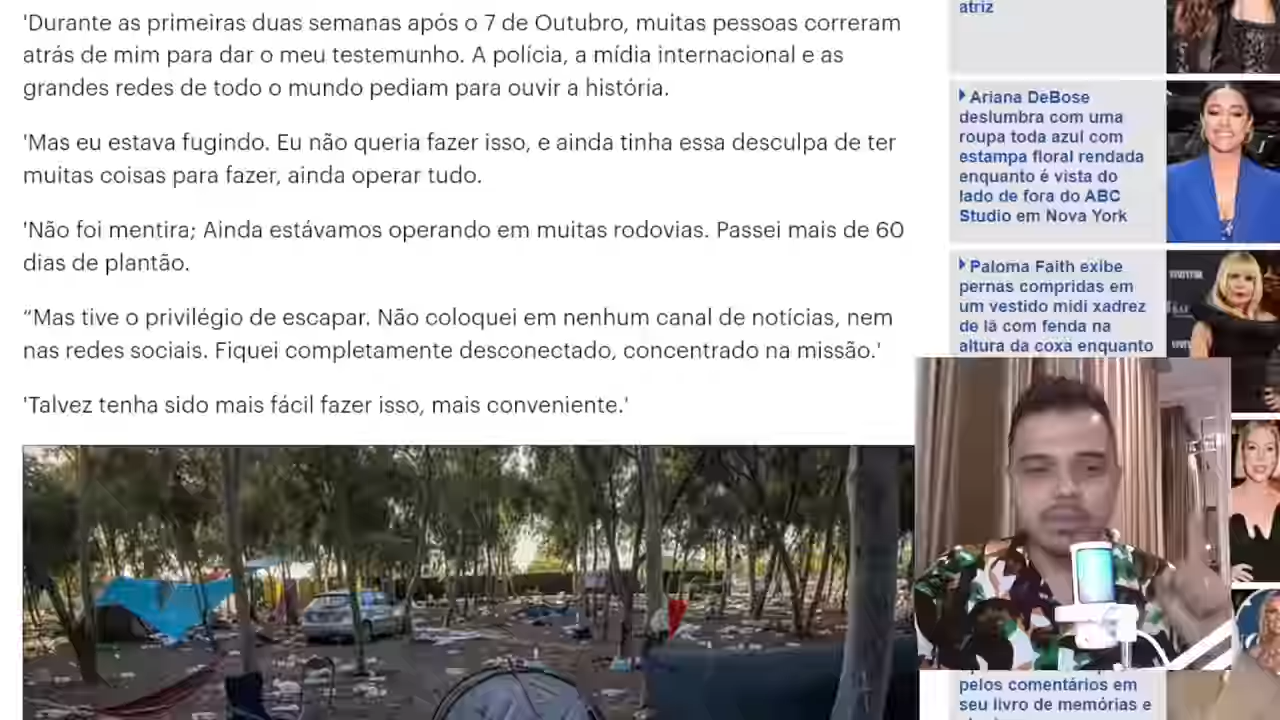 'Durante as primeiras duas semanas após o 7 de Outubro, muitas pessoas correram
atrás de mim para dar o meu testemunho. A polícia, a mídia internacional e as
grandes redes de todo o mundo pediam para ouvir a história.
'Mas eu estava fugindo. Eu não queria fazer isso, e ainda tinha essa desculpa de ter
muitas coisas para fazer, ainda operar tudo.
'Não foi mentira; Ainda estávamos operando em muitas rodovias. Passei mais de 60
dias de plantão.
“Mas tive o privilégio de escapar. Não coloquei em nenhum canal de notícias, nem
nas redes sociais. Fiquei completamente desconectado, concentrado na missão.'
'Talvez tenha sido mais fácil fazer isso, mais conveniente.'
atriz
Ariana DeBose
deslumbra com uma
roupa toda azul com
estampa floral rendada
enquanto é vista do
lado de fora do ABC
Studio em Nova York
Paloma Faith exibe
pernas compridas em
um vestido midi xadrez
de lã com fenda na
altura da coxa enquanto
pelos comentários em
seu livro de memórias e